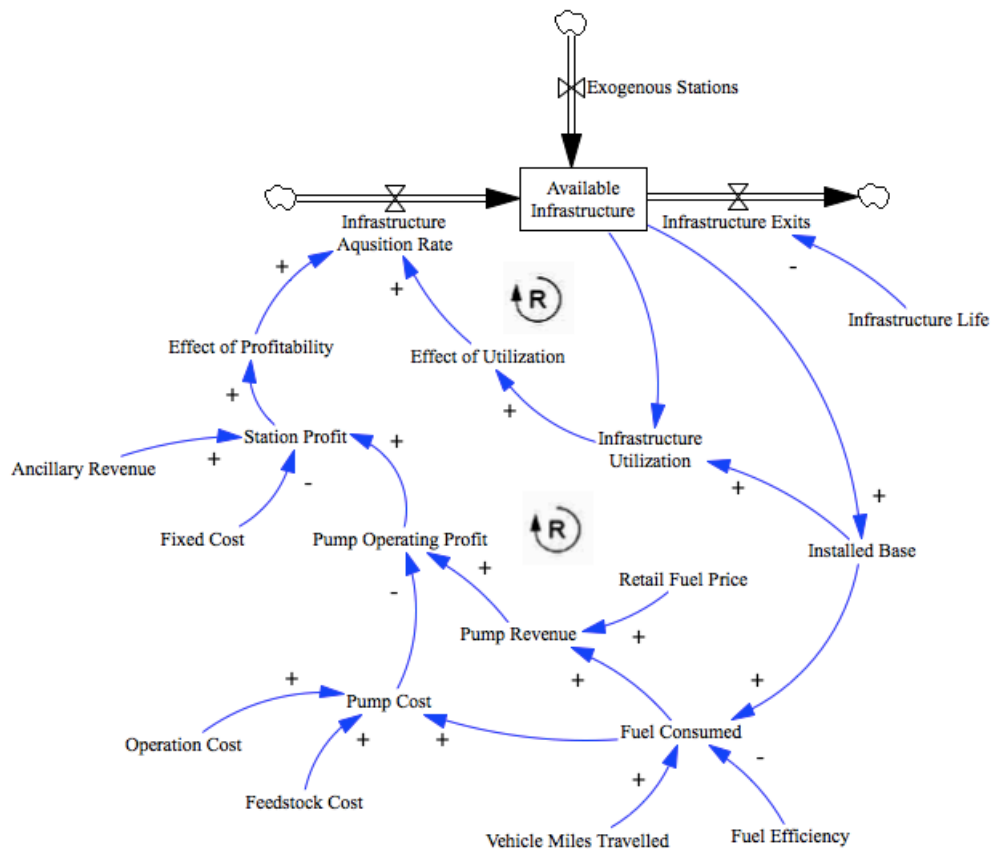 Exogenous Stations
Available
Infrastructure
Infrastructure
Aqusition Rate
Infrastructure Exits
+
+
-
R
Infrastructure Life
Effect of Profitability
Effect of Utilization
+
+
Station Profit
+
Infrastructure
Utilization
Ancillary Revenue
+
-
+
+
Fixed Cost
Pump Operating Profit
R
Installed Base
+
Retail Fuel Price
-
Pump Revenue
+
+
+
+
Pump Cost
Operation Cost
+
+
Fuel Consumed
-
+
Feedstock Cost
Vehicle Miles Travelled
Fuel Efficiency